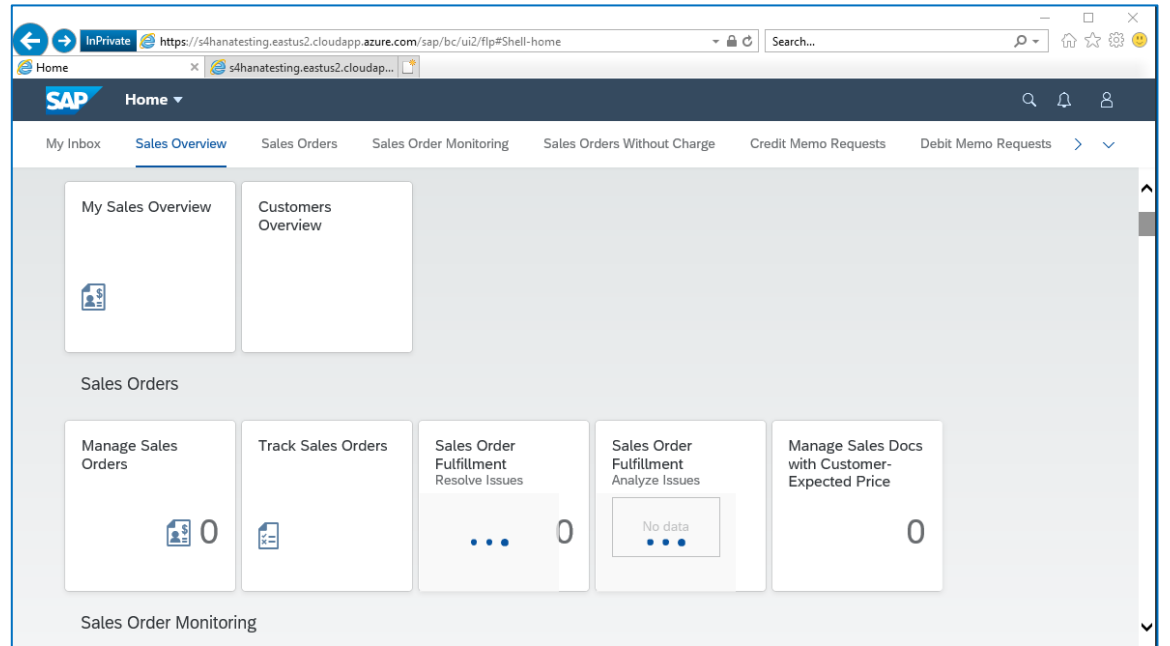 InPrivate https://s4hanatesting.eastus2.cloudapp.azure.com/sap/bc/ui2/flp#Shell-home Search...
Home s4hanatesting.eastus2.cloudap...
SAP Home
My Inbox Sales Overview Sales Orders Sales Order Monitoring Sales Orders Without Charge Credit Memo Requests Debit Memo Requests
My Sales Overview
Customers
Overview
Sales Orders
Manage Sales
Orders
0
Track Sales Orders
Sales Order
Fulfillment
Resolve Issues
0
Sales Order
Fulfillment
Analyze Issues
No data
Manage Sales Docs
with Customer-
Expected Price
0
Sales Order Monitoring